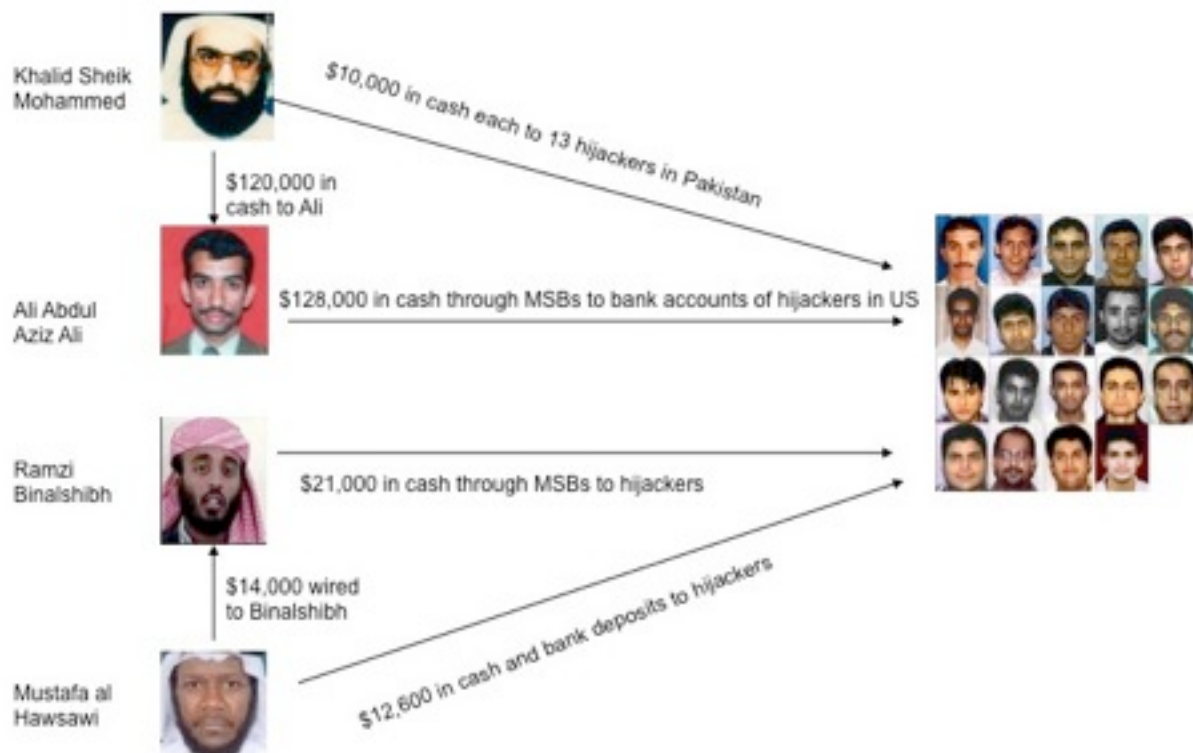 Khalid Sheik
Mohammed
$10,000 in cash each to 13 hijackers in Pakistan
$120,000 in
cash to Ali
Ali Abdul
Aziz Ali
$128,000 in cash through MSBs to bank accounts of hijackers in US
Ramzi
Binalshibh
$21,000 in cash through MSBs to hijackers
$14,000 wired
to Binalshibh
$12,600 in cash and bank deposits to hijackers
Mustafa al
Hawsawi